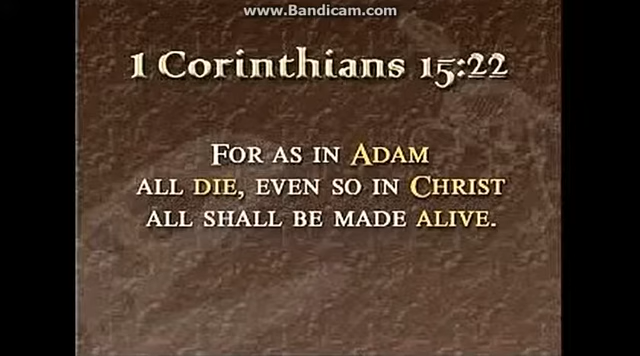 www.Bandicam.com
1 Corinthians 15:22
FOR AS IN ADAM
ALL DIE, EVEN SO IN CHRIST
ALL SHALL BE MADE ALIVE.